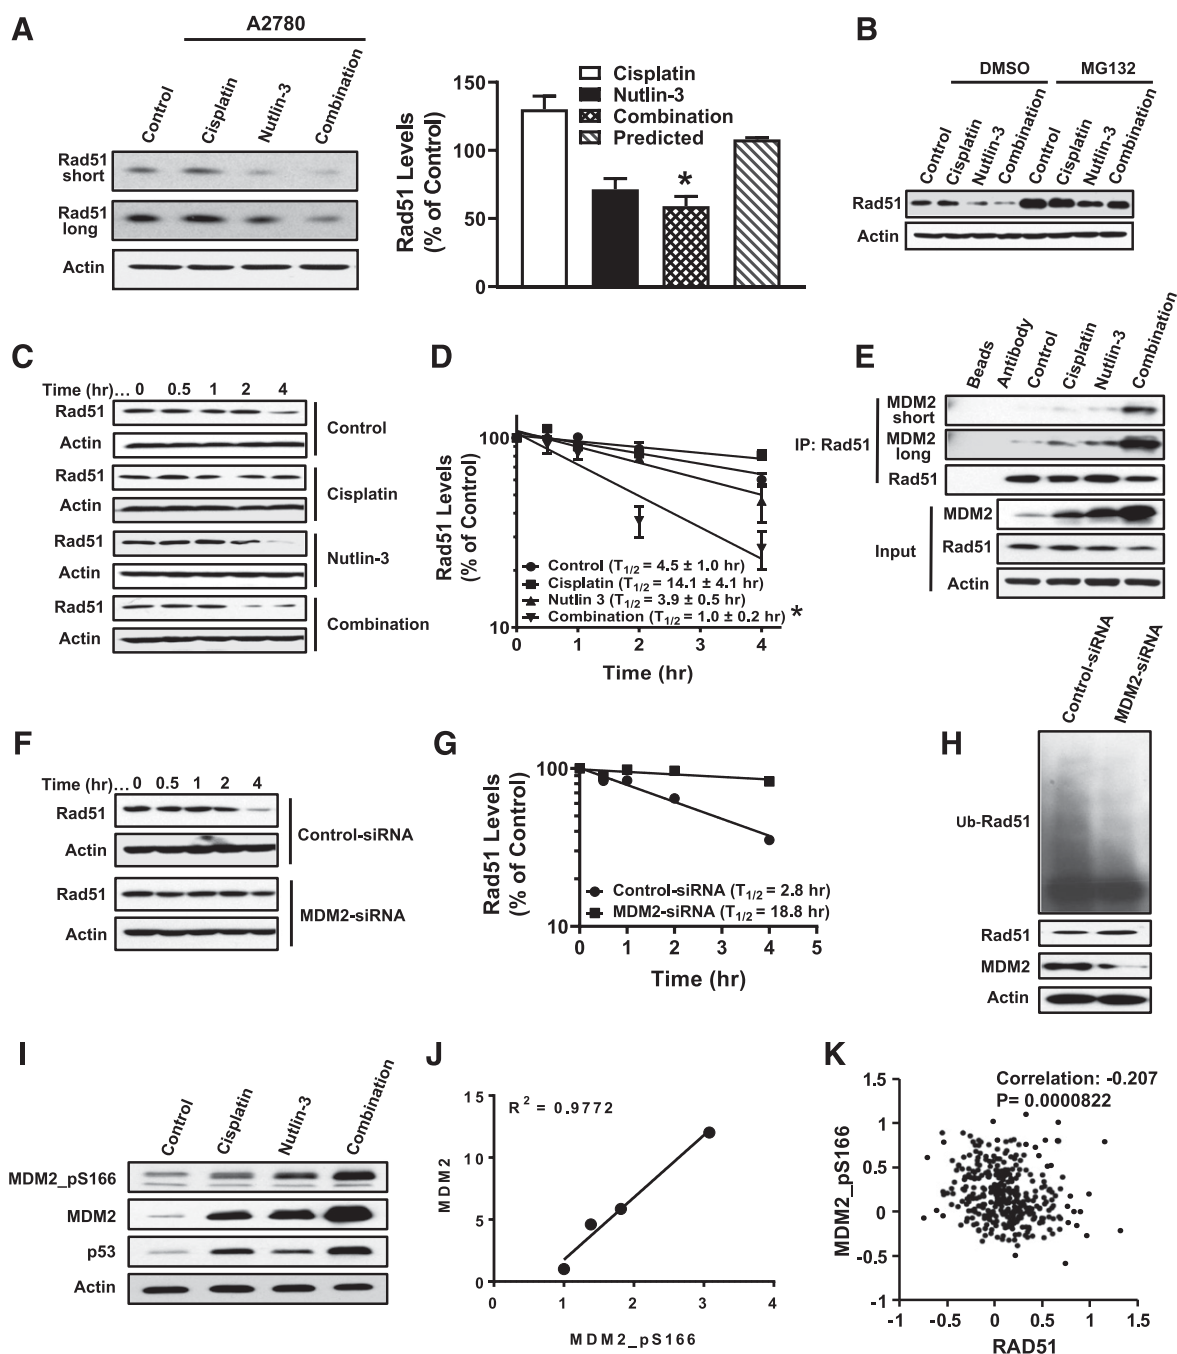 A
A2780
Control
Cisplatin
Nutlin-3
Combination
Rad51
short
Rad51
long
Actin
Rad51 Levels
(% of Control)
150
100
50
0
Cisplatin
Nutlin-3
Combination
Predicted
*
B
DMSO
MG132
Control
Cisplatin
Nutlin-3
Combination
Control
Cisplatin
Nutlin-3
Combination
Rad51
Actin
C
Time (hr)... 0 0.5 1 2 4
Rad51
Actin
Control
Rad51
Actin
Cisplatin
Rad51
Actin
Nutlin-3
Rad51
Actin
Combination
D
Rad51 Levels
(% of Control)
100
10
Control (T1/2 = 4.5 ± 1.0 hr)
Cisplatin (T1/2 = 14.1 ± 4.1 hr)
Nutlin 3 (T1/2 = 3.9 ± 0.5 hr)
Combination (T1/2 = 1.0 ± 0.2 hr) *
0 1 2 3 4
Time (hr)
E
Beads
Antibody
Control
Cisplatin
Nutlin-3
Combination
IP: Rad51
MDM2
short
MDM2
long
Rad51
Input
MDM2
Rad51
Actin
F
Time (hr)... 0 0.5 1 2 4
Rad51
Actin
Control-siRNA
Rad51
Actin
MDM2-siRNA
G
Rad51 Levels
(% of Control)
100
10
Control-siRNA (T1/2 = 2.8 hr)
MDM2-siRNA (T1/2 = 18.8 hr)
0 1 2 3 4 5
Time (hr)
H
Control-siRNA
MDM2-siRNA
Ub-Rad51
Rad51
MDM2
Actin
I
Control
Cisplatin
Nutlin-3
Combination
MDM2_pS166
MDM2
p53
Actin
J
R2 = 0.9772
MDM2
15
10
5
0
0 1 2 3 4
MDM2_pS166
K
Correlation: -0.207
P= 0.0000822
MDM2_pS166
1.5
1
0.5
0
-0.5
-1
-1 -0.5 0 0.5 1 1.5
RAD51